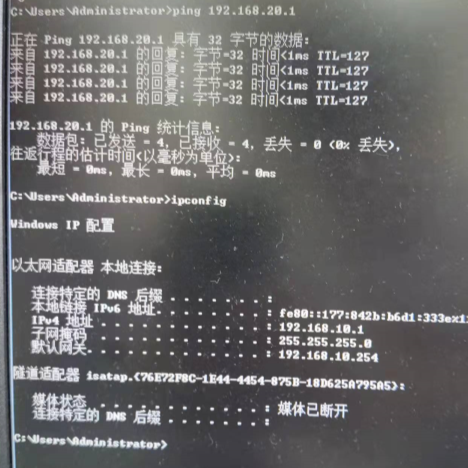 C:\Users\Administrator>ping 192.168.20.1
正在 Ping 192.168.20.1 具有 32 字节的数据:
来自 192.168.20.1 的回复: 字节=32 时间<1ms TTL=127
来自 192.168.20.1 的回复: 字节=32 时间<1ms TTL=127
来自 192.168.20.1 的回复: 字节=32 时间<1ms TTL=127
来自 192.168.20.1 的回复: 字节=32 时间<1ms TTL=127
192.168.20.1 的 Ping 统计信息:
数据包: 已发送 = 4, 已接收 = 4, 丢失 = 0 (0% 丢失),
往返行程的估计时间(以毫秒为单位):
最短 = 0ms, 最长 = 0ms, 平均 = 0ms
C:\Users\Administrator>ipconfig
Windows IP 配置
以太网适配器 本地连接:
连接特定的 DNS 后缀 . . . . . . . :
本地链接 IPv6 地址. . . . . . . . : fe80::177:842b:b6d1:333e%1
IPv4 地址 . . . . . . . . . . . . : 192.168.10.1
子网掩码 . . . . . . . . . . . . : 255.255.255.0
默认网关. . . . . . . . . . . . . : 192.168.10.254
隧道适配器 isatap.{76E72F8C-1E44-4454-875B-18D625A795A5}:
媒体状态 . . . . . . . . . . . . : 媒体已断开
连接特定的 DNS 后缀 . . . . . . . :
C:\Users\Administrator>